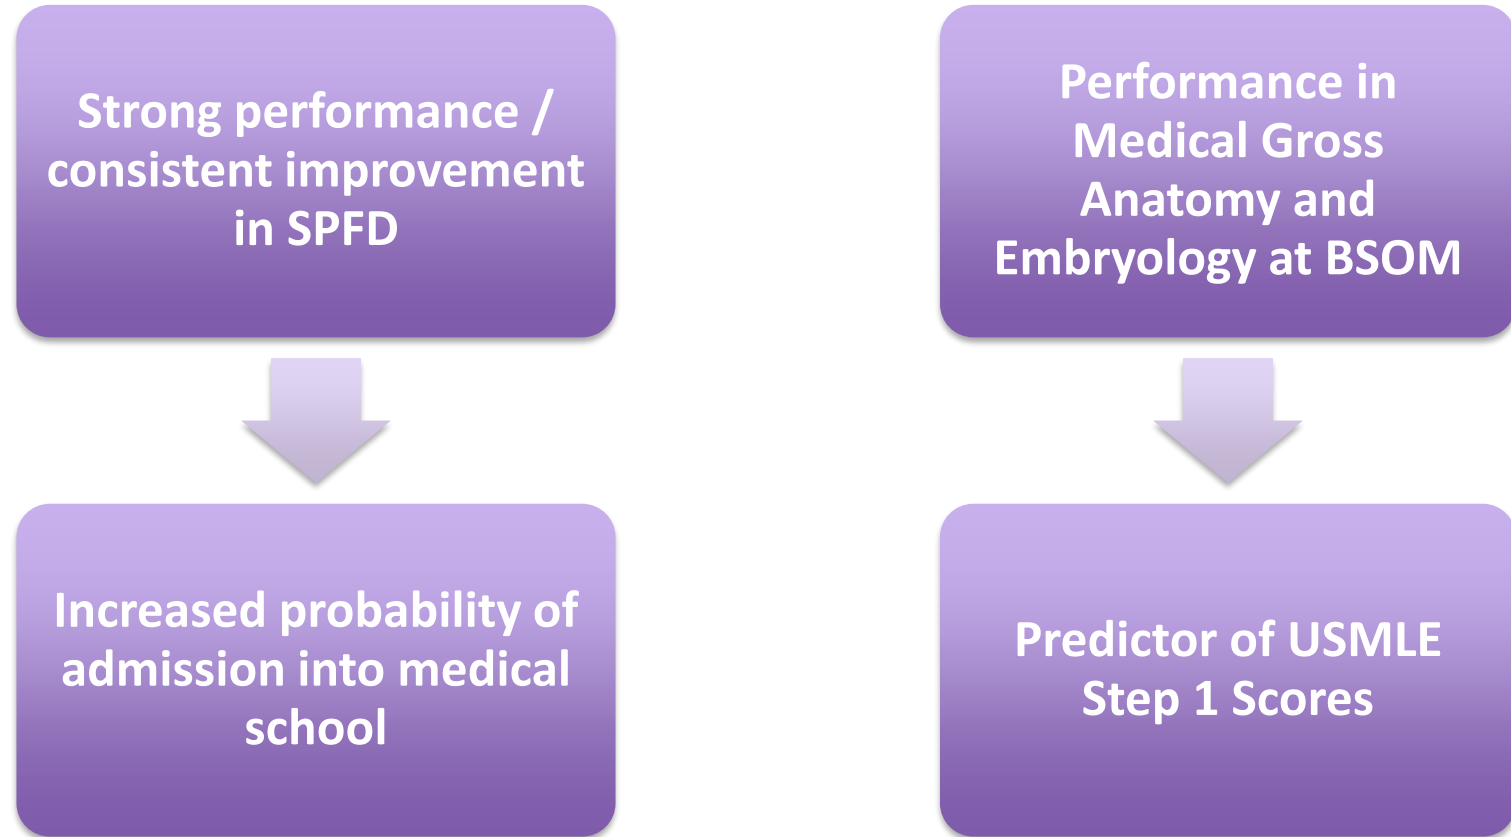 Strong performance /
consistent improvement
in SPFD
Increased probability of
admission into medical
school
Performance in
Medical Gross
Anatomy and
Embryology at BSOM
Predictor of USMLE
Step 1 Scores